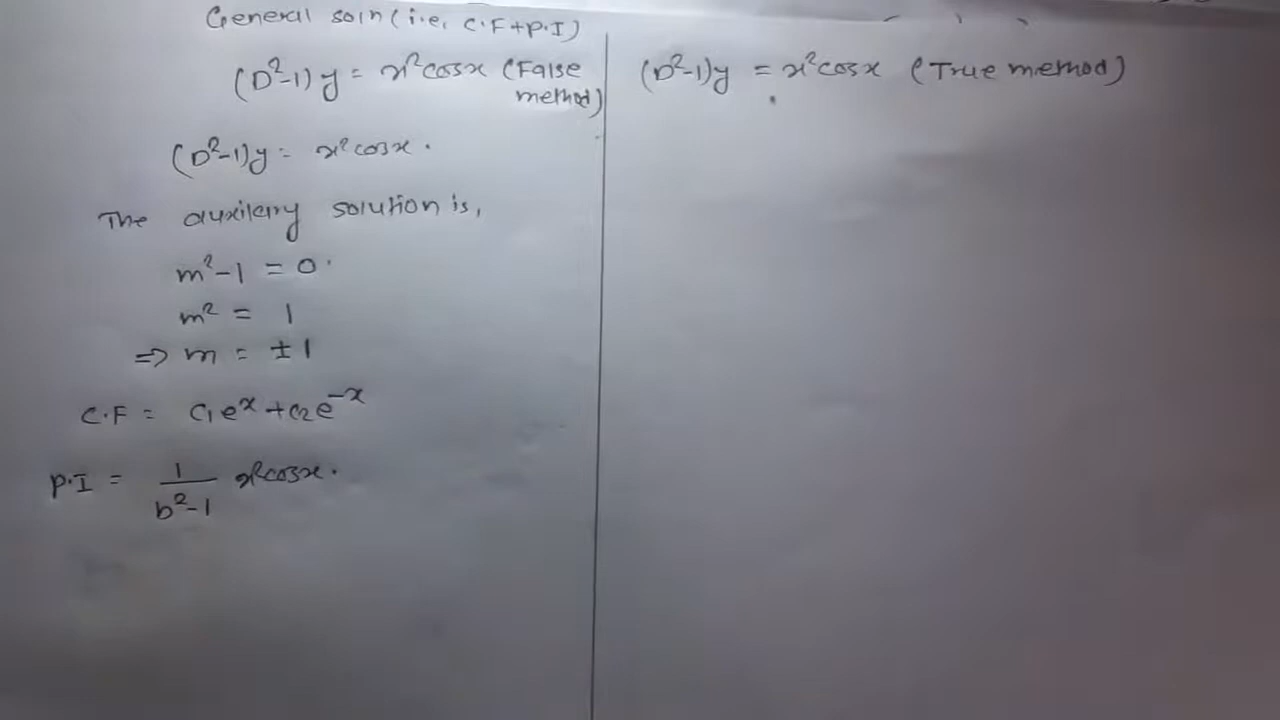 General soln (i.e, C.F+P.I)
(D²-1) y = x²cosx (False
method)
(D²-1)y = x²cosx.
The auxilary solution is,
m²-1 = 0.
m² = 1
=> m = ±1
C.F = C₁eˣ+C₂e⁻ˣ
P.I = 1/(D²-1) x²cosx.
(D²-1)y = x²cosx (True method)